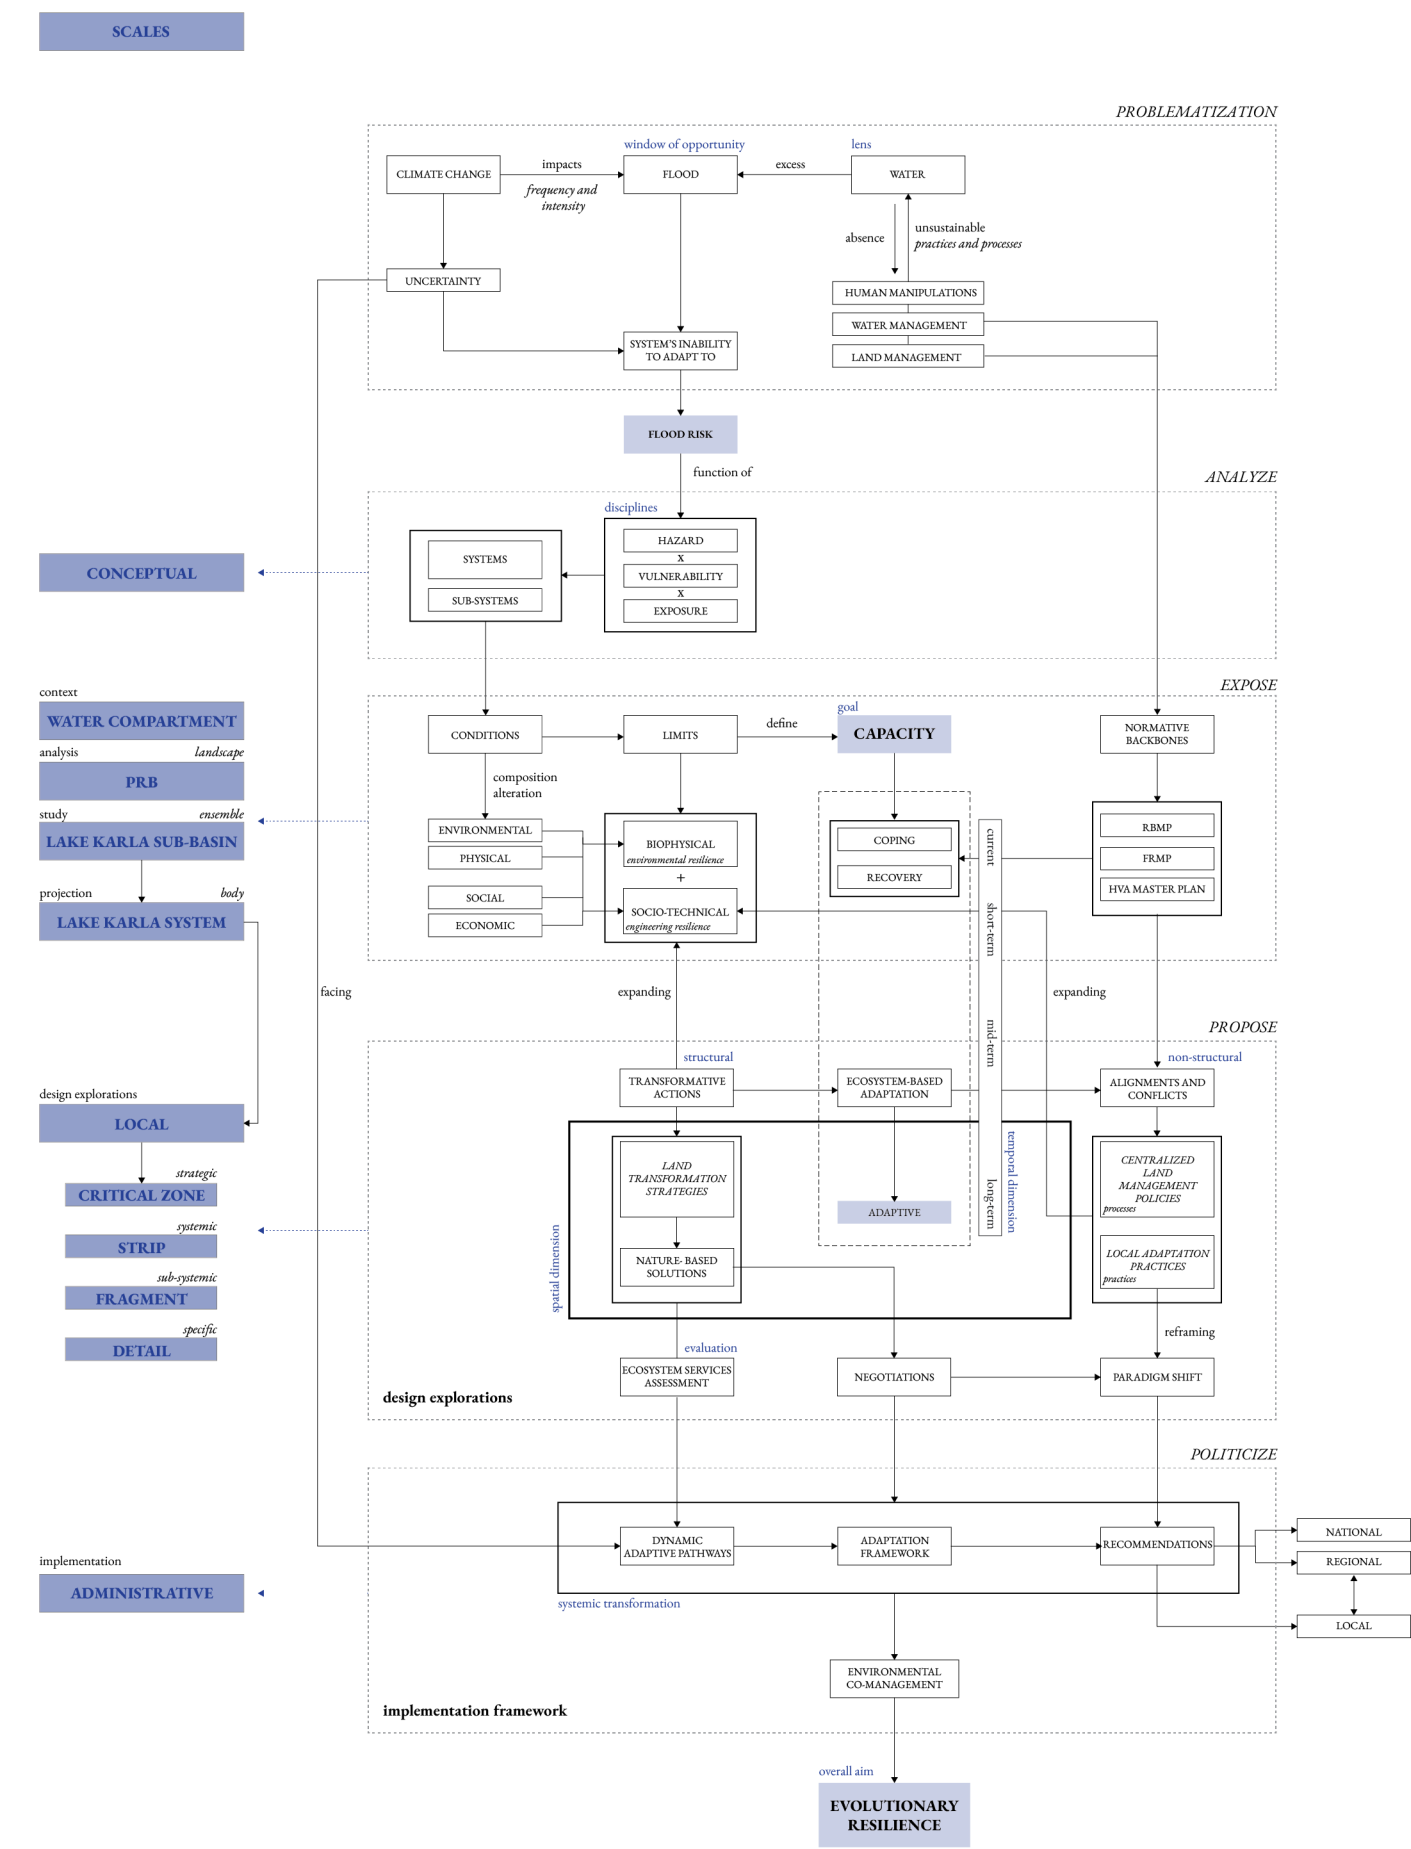 SCALES
PROBLEMATIZATION
window of opportunity
lens
CLIMATE CHANGE
impacts
frequency and
intensity
FLOOD
excess
WATER
absence
unsustainable
practices and processes
UNCERTAINTY
HUMAN MANIPULATIONS
WATER MANAGEMENT
LAND MANAGEMENT
SYSTEM'S INABILITY
TO ADAPT TO
FLOOD RISK
function of
ANALYZE
disciplines
HAZARD
x
VULNERABILITY
x
EXPOSURE
SYSTEMS
SUB-SYSTEMS
CONCEPTUAL
EXPOSE
context
WATER COMPARTMENT
analysis
landscape
PRB
study
ensemble
LAKE KARLA SUB-BASIN
projection
body
LAKE KARLA SYSTEM
goal
CONDITIONS
LIMITS
define
CAPACITY
NORMATIVE
BACKBONES
composition
alteration
ENVIRONMENTAL
PHYSICAL
SOCIAL
ECONOMIC
BIOPHYSICAL
environmental resilience
+
SOCIO-TECHNICAL
engineering resilience
COPING
RECOVERY
current
short-term
mid-term
long-term
RBMP
FRMP
HVA MASTER PLAN
facing
expanding
expanding
PROPOSE
structural
non-structural
TRANSFORMATIVE
ACTIONS
ECOSYSTEM-BASED
ADAPTATION
ALIGNMENTS AND
CONFLICTS
design explorations
LOCAL
strategic
CRITICAL ZONE
systemic
STRIP
sub-systemic
FRAGMENT
specific
DETAIL
spatial dimension
temporal dimension
LAND
TRANSFORMATION
STRATEGIES
NATURE- BASED
SOLUTIONS
ADAPTIVE
CENTRALIZED
LAND
MANAGEMENT
POLICIES
processes
LOCAL ADAPTATION
PRACTICES
practices
reframing
evaluation
ECOSYSTEM SERVICES
ASSESSMENT
NEGOTIATIONS
PARADIGM SHIFT
design explorations
POLITICIZE
DYNAMIC
ADAPTIVE PATHWAYS
ADAPTATION
FRAMEWORK
RECOMMENDATIONS
NATIONAL
REGIONAL
LOCAL
implementation
ADMINISTRATIVE
systemic transformation
ENVIRONMENTAL
CO-MANAGEMENT
implementation framework
overall aim
EVOLUTIONARY
RESILIENCE